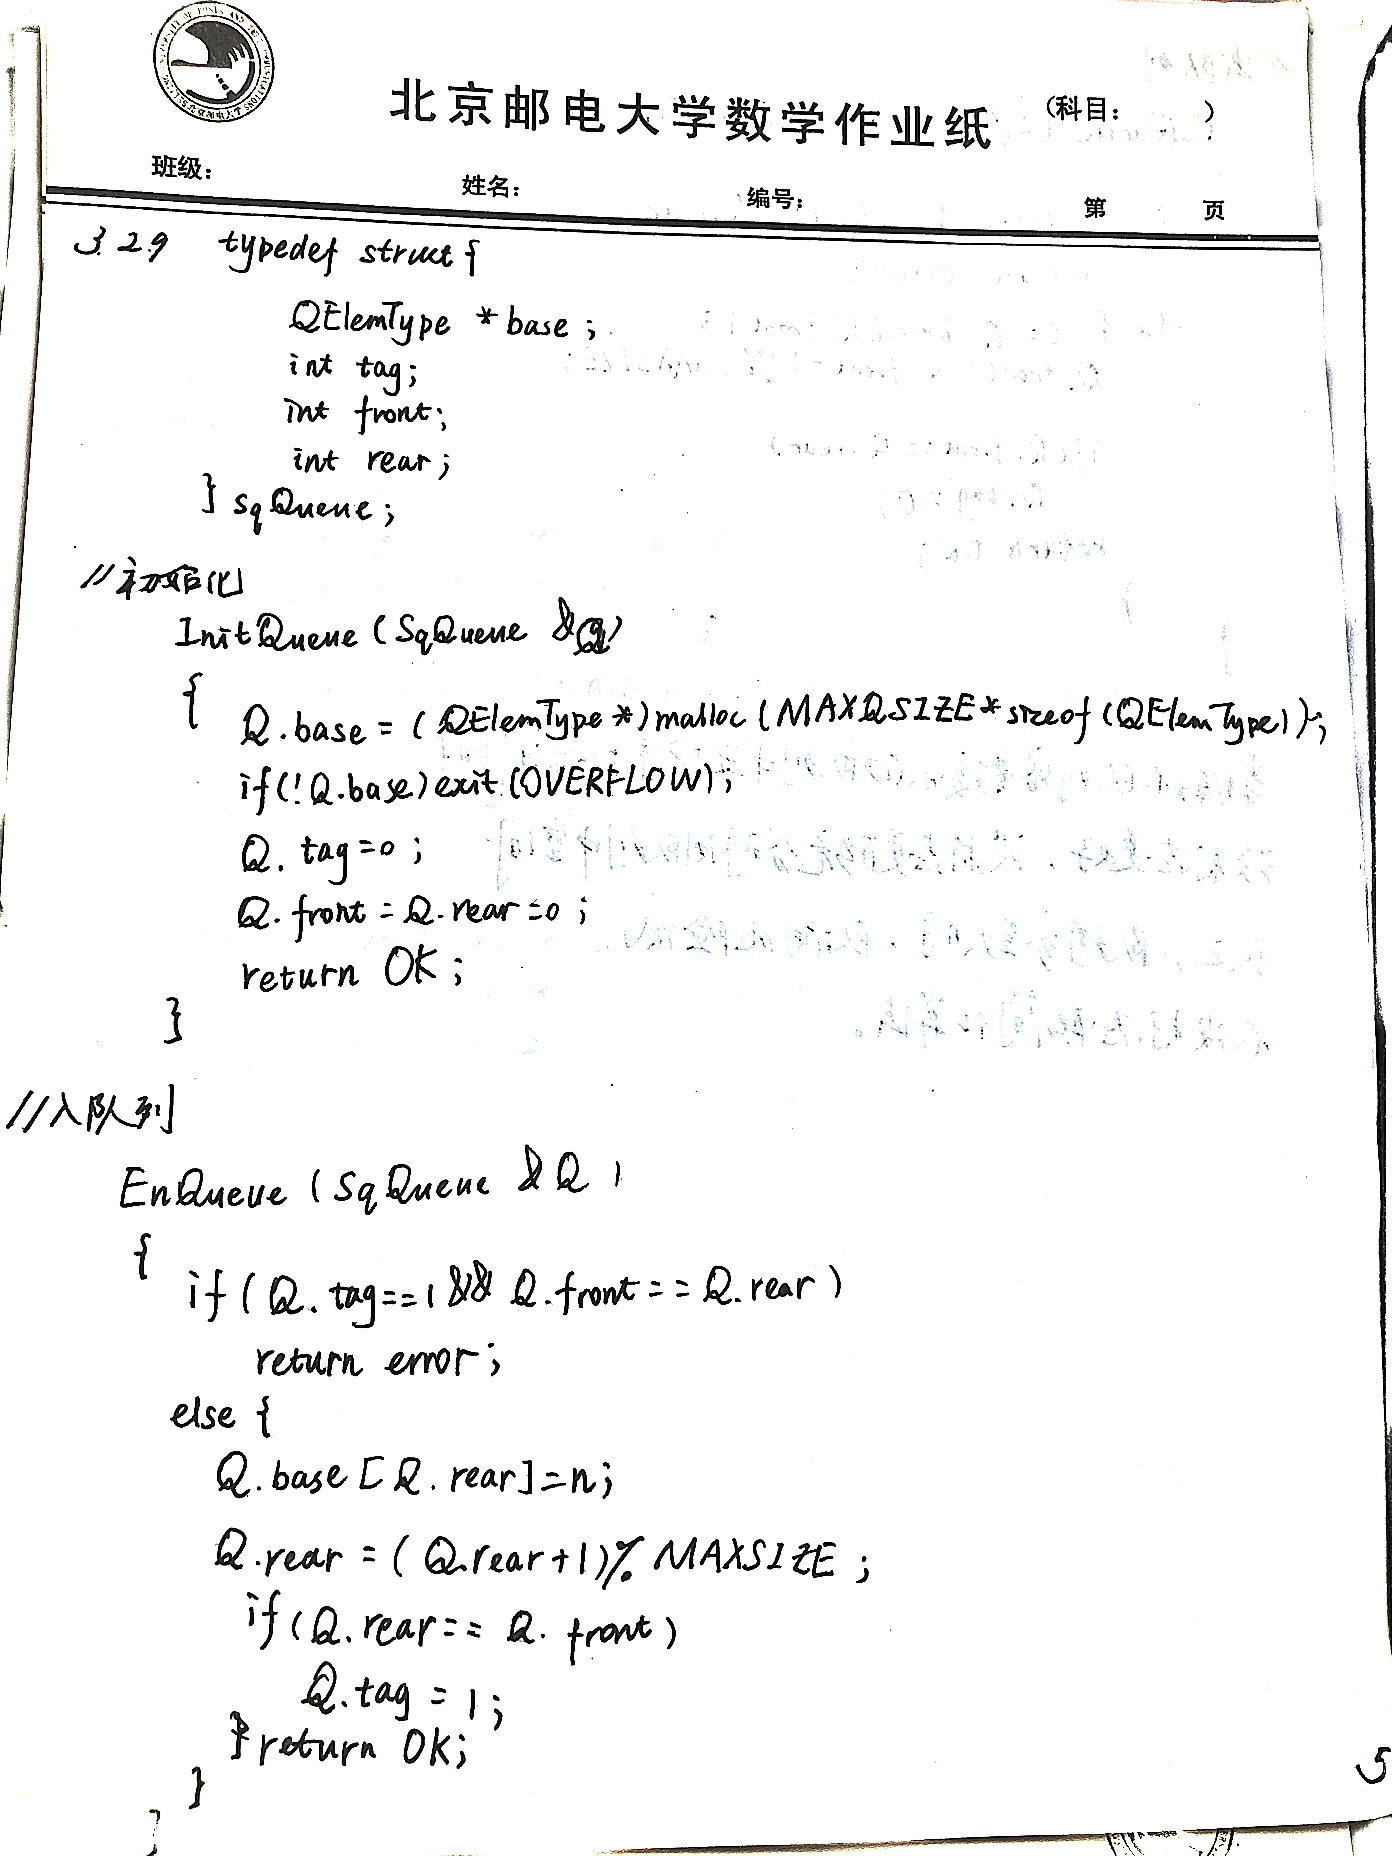 北京邮电大学数学作业纸 (科目: )
班级: 姓名: 编号: 第 页
3.29 typedef struct{
QElemType *base;
int tag;
int front;
int rear;
} sqQueue;
//初始化
InitQueue(SqQueue &Q)
{
Q.base=(QElemType*)malloc(MAXQSIZE*sizeof(QElemType));
if(!Q.base)exit(OVERFLOW);
Q.tag=0;
Q.front=Q.rear=0;
return OK;
}
//入队列
EnQueue(SqQueue &Q)
{
if(Q.tag==1&&Q.front==Q.rear)
return error;
else{
Q.base[Q.rear]=n;
Q.rear=(Q.rear+1)%MAXSIZE;
if(Q.rear==Q.front)
Q.tag=1;
}return OK;
}
}
5